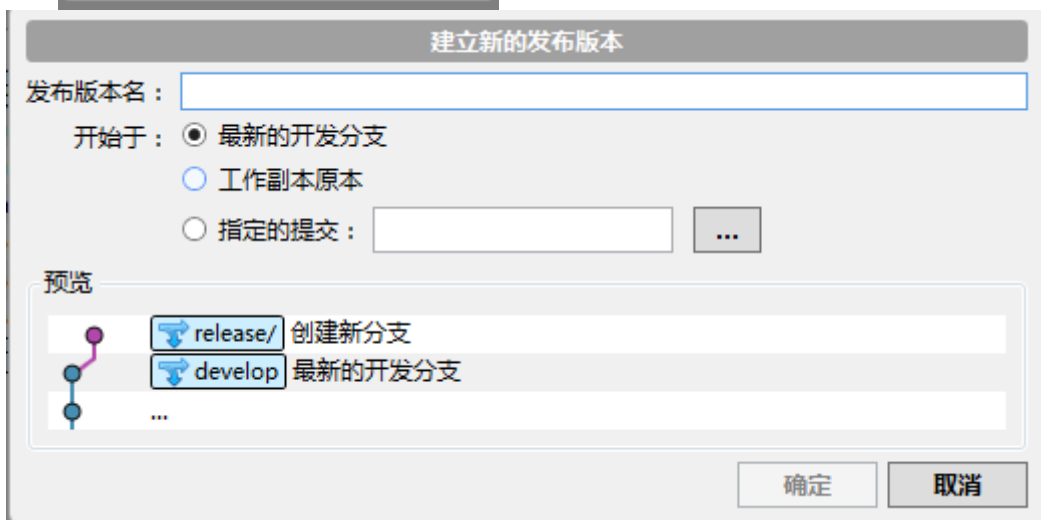 建立新的发布版本
发布版本名：
开始于： 最新的开发分支
工作副本原本
指定的提交： ...
预览
release/ 创建新分支
develop 最新的开发分支
...
确定 取消